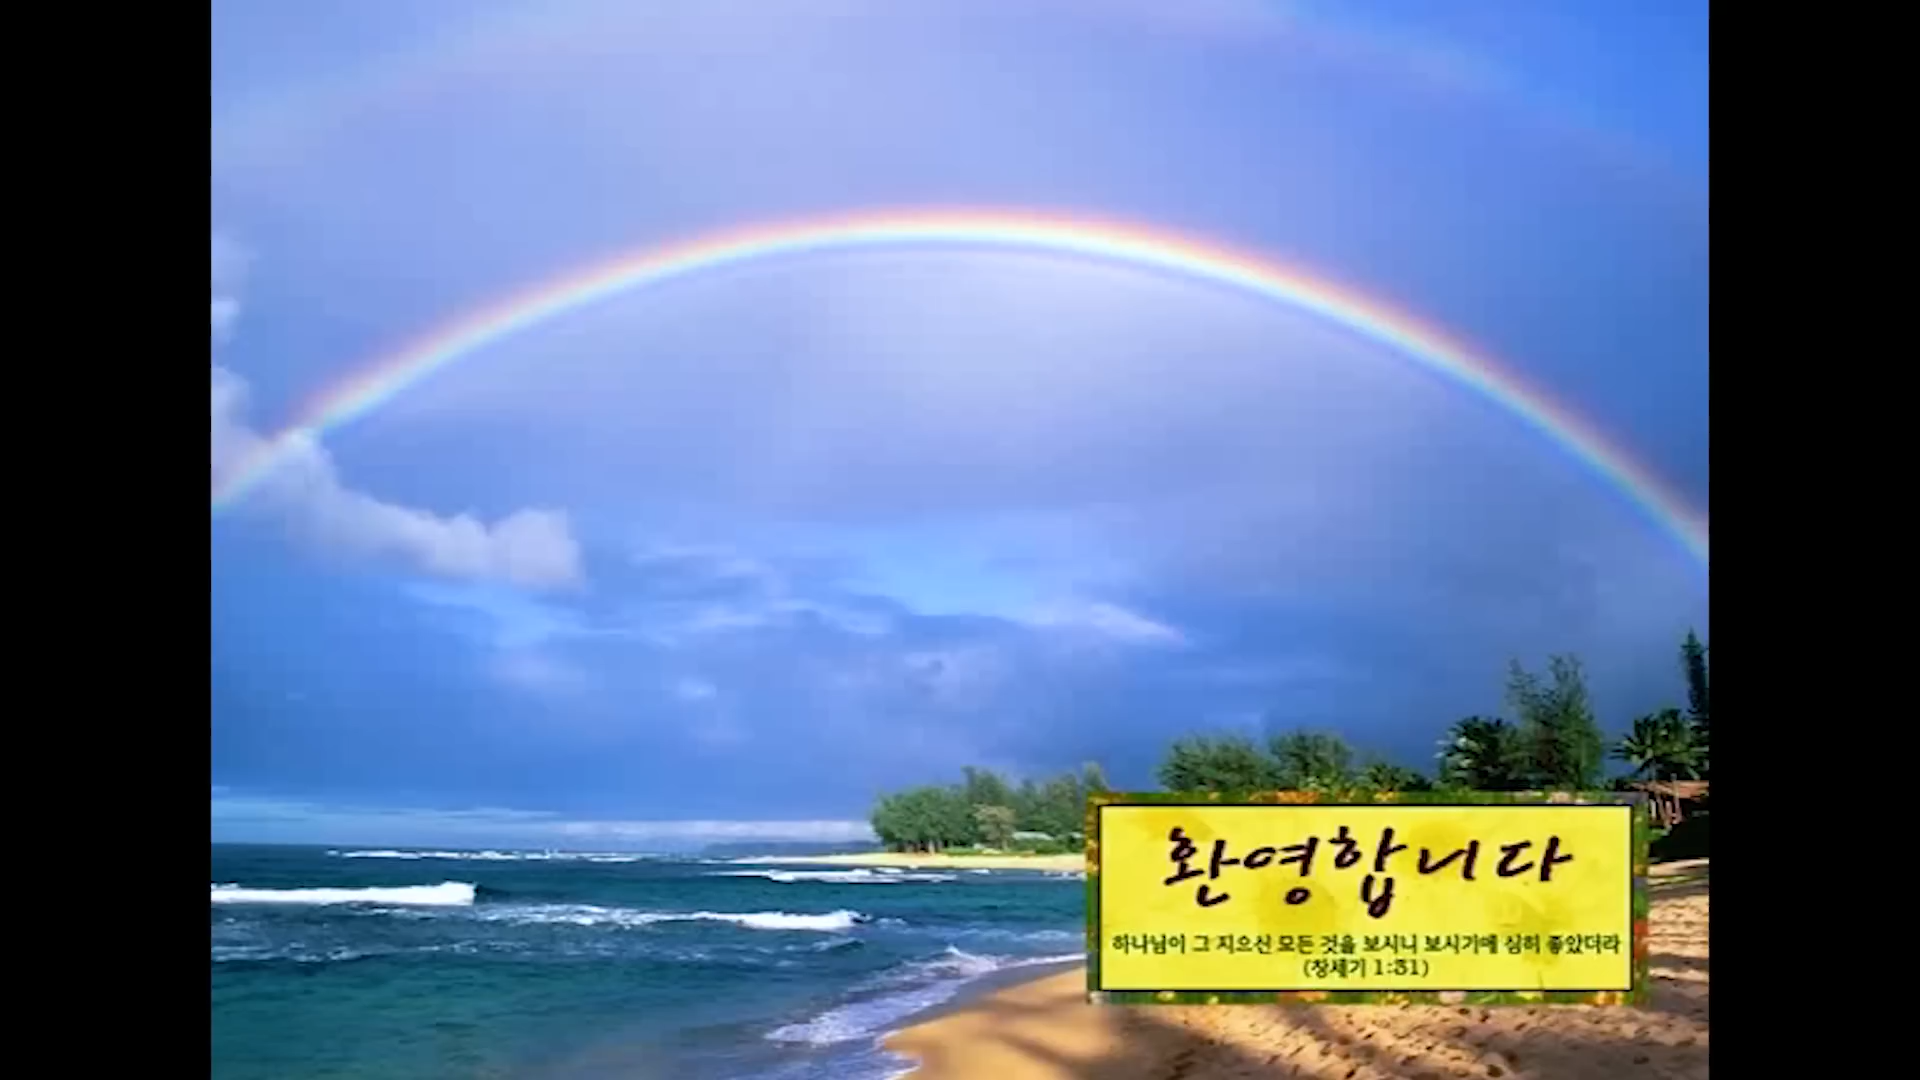 환영합니다
하나님이 그 지으신 모든 것을 보시니 보시기에 심히 좋았더라
(창세기 1:31)